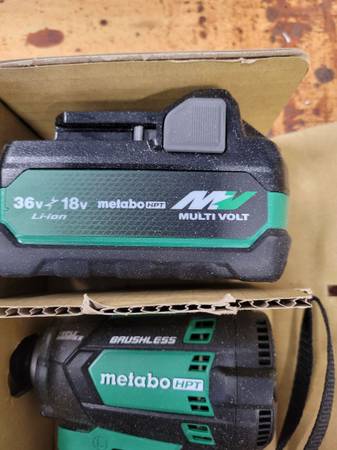 36v⚡18v metabo HPT MV
Li-ion MULTI VOLT
BRUSHLESS
metabo HPT